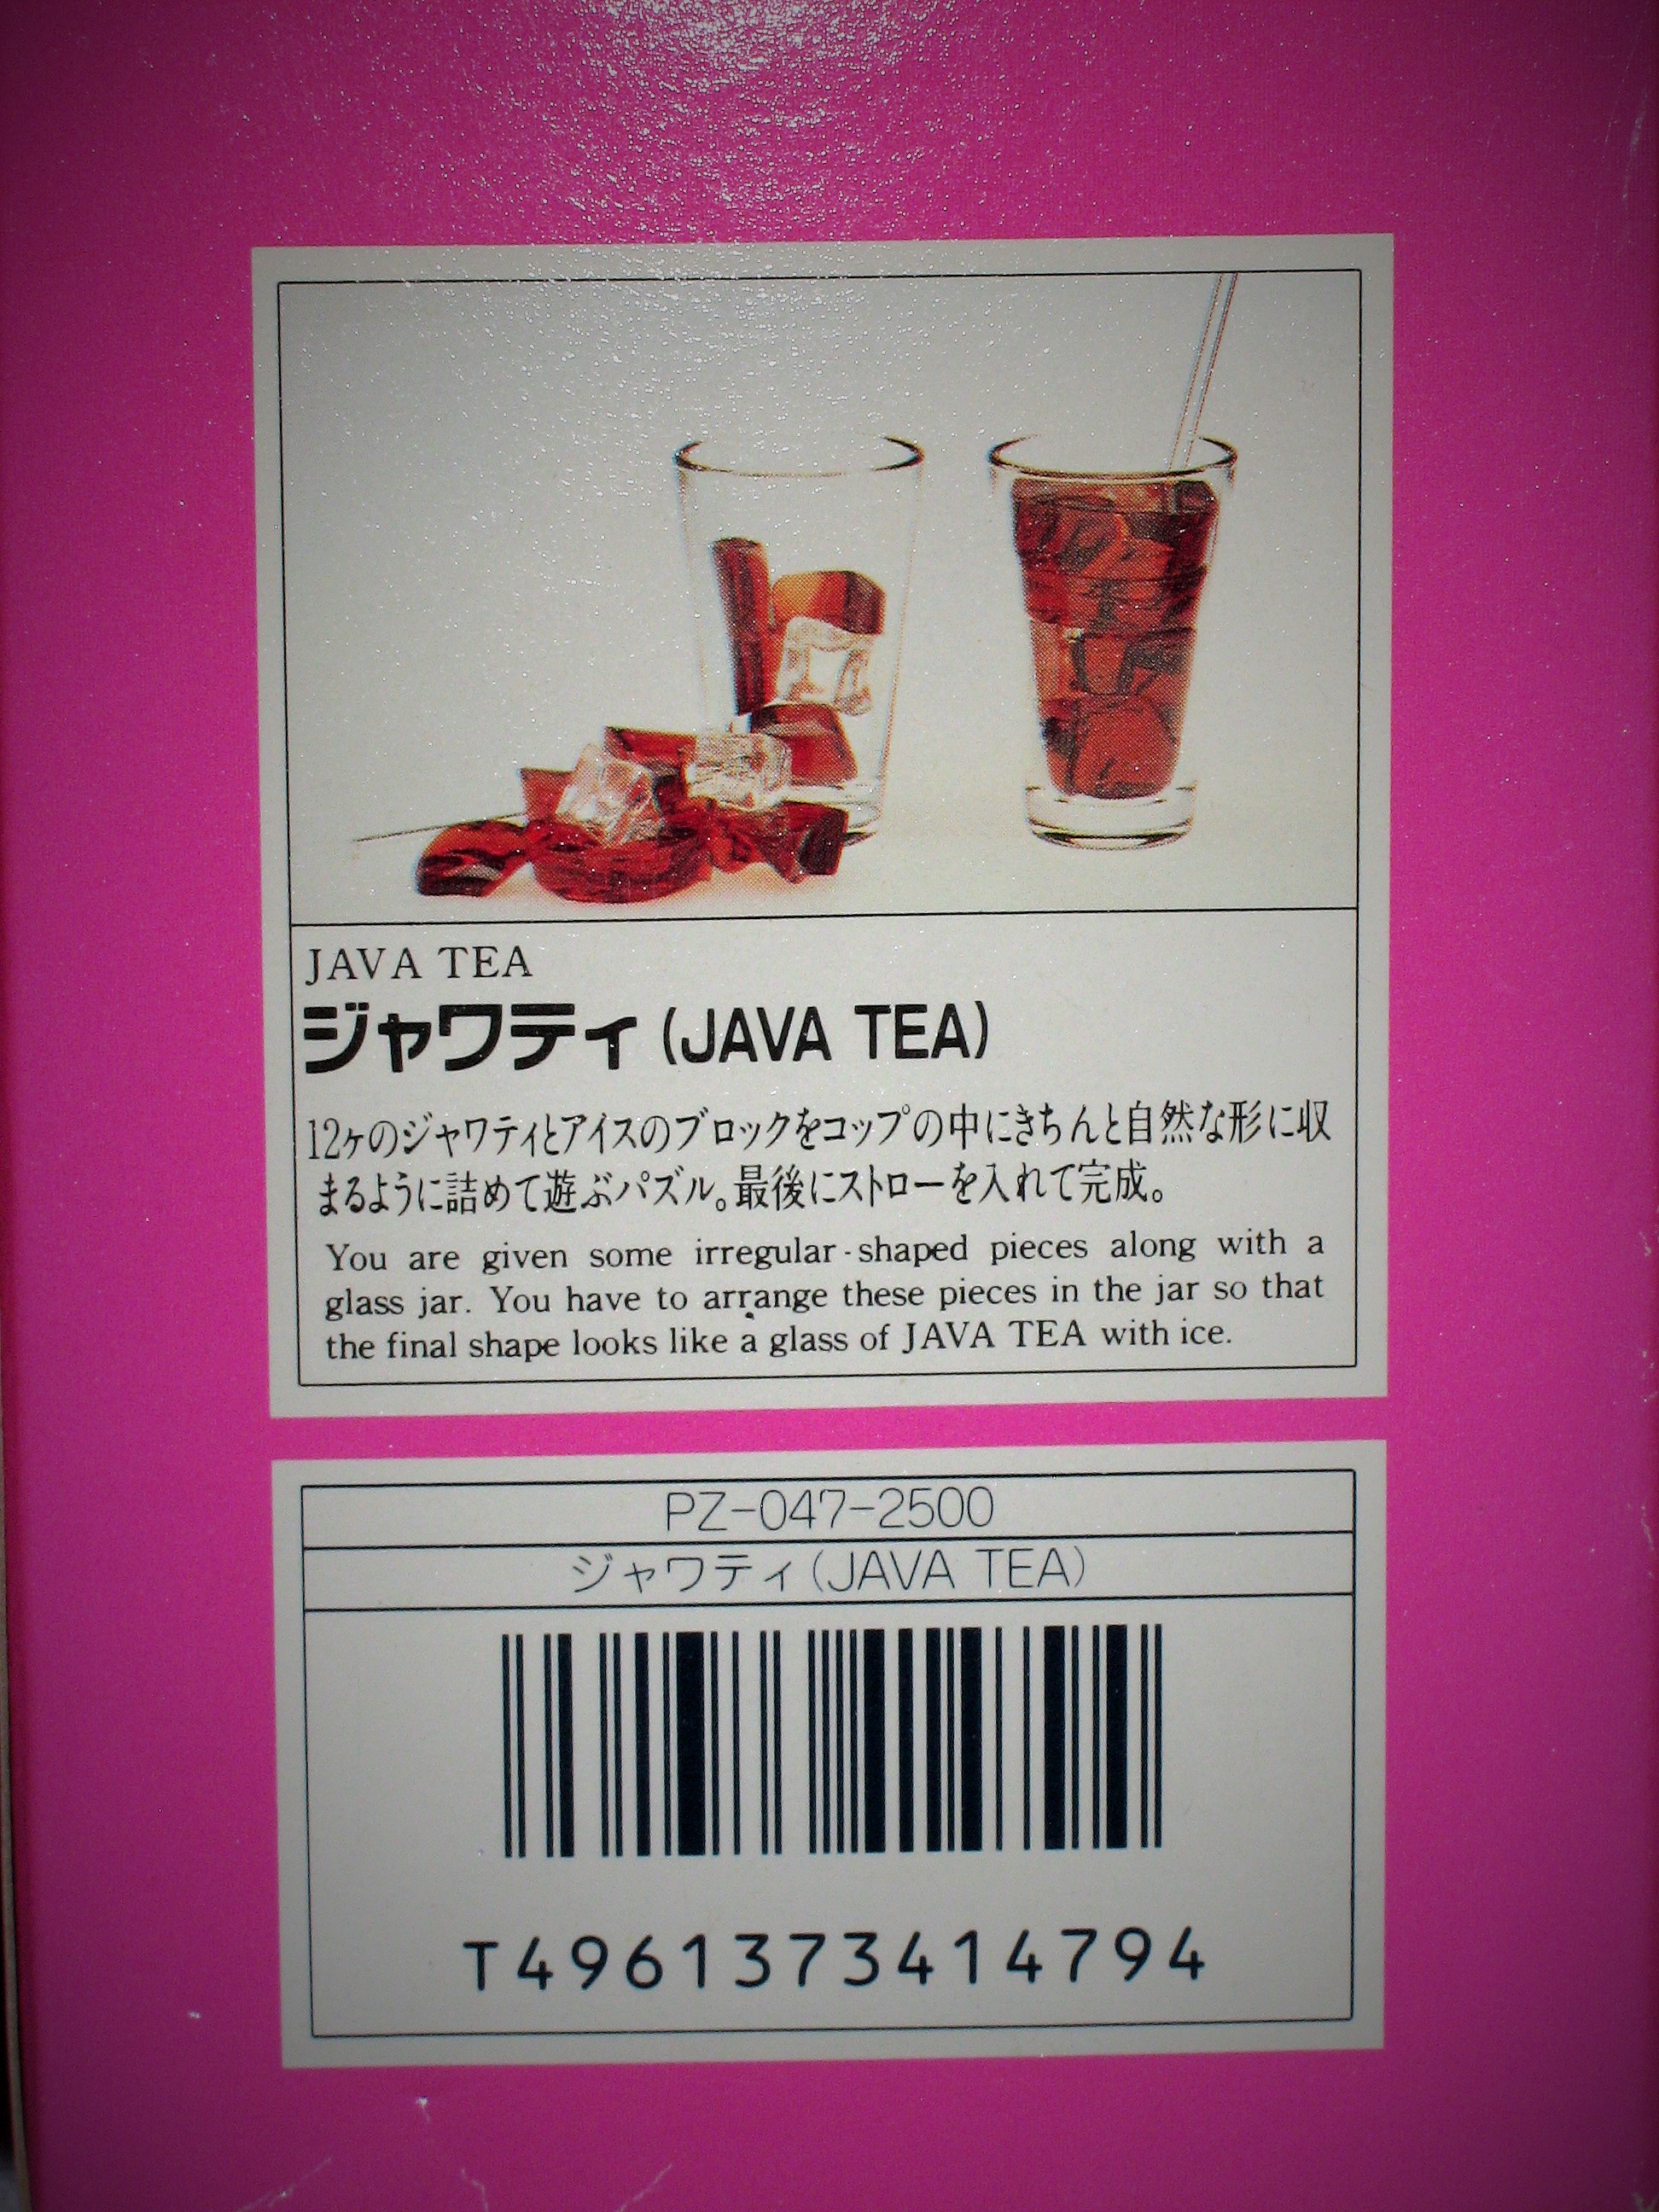 JAVA TEA
ジャワティ(JAVA TEA)
12ヶのジャワティとアイスのブロックをコップの中にきちんと自然な形に収
まるように詰めて遊ぶパズル。最後にストローを入れて完成。
You are given some irregular-shaped pieces along with a
glass jar. You have to arrange these pieces in the jar so that
the final shape looks like a glass of JAVA TEA with ice.
PZ-047-2500
ジャワティ(JAVA TEA)
T4961373414794